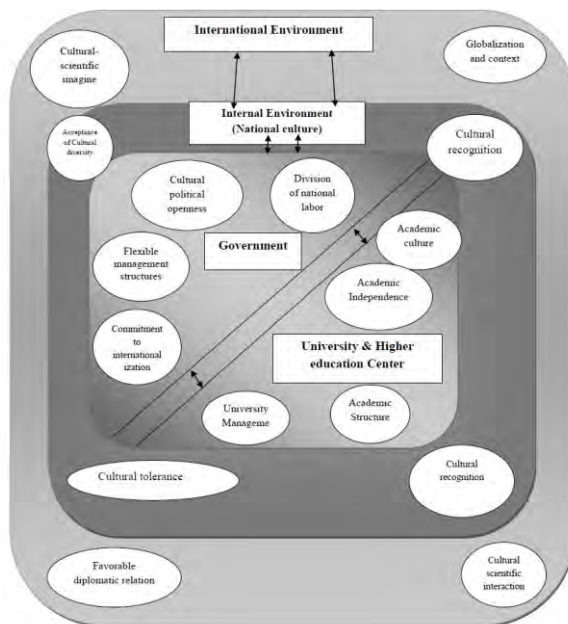 International Environment
Cultural-
scientific
imagine
Globalization
and context
Internal Environment
(National culture)
Acceptance
of Cultural
diversity
Cultural
recognition
Cultural
political
openness
Division
of national
labor
Academic
culture
Government
Flexible
management
structures
Academic
Independence
Commitment
to
international
ization
University & Higher
education Center
University
Manageme
Academic
Structure
Cultural tolerance
Cultural
recognition
Favorable
diplomatic relation
Cultural
scientific
interaction